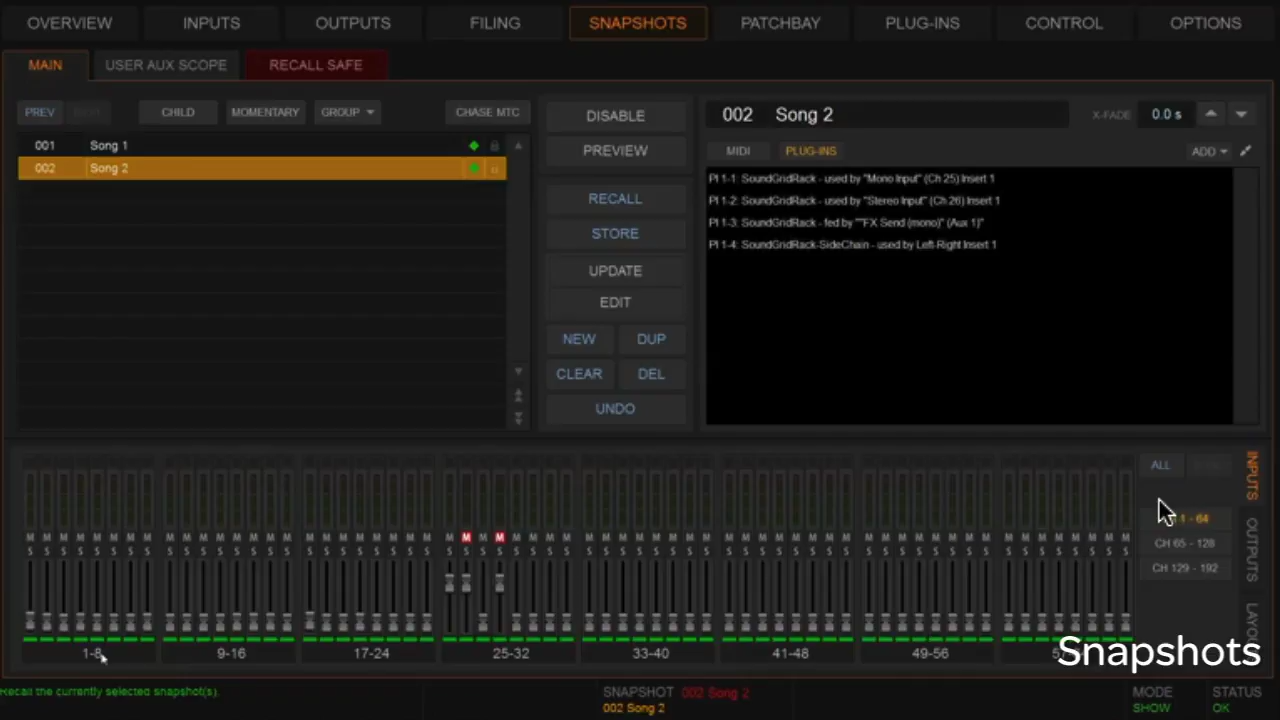 OVERVIEW INPUTS OUTPUTS FILING SNAPSHOTS PATCHBAY PLUG-INS CONTROL OPTIONS
MAIN USER AUX SCOPE RECALL SAFE
PREV CHILD MOMENTARY GROUP CHASE MTC
001 Song 1
002 Song 2
DISABLE
PREVIEW
RECALL
STORE
UPDATE
EDIT
NEW DUP
CLEAR DEL
UNDO
002 Song 2 X-FADE 0.0 s
MIDI PLUG-INS ADD
PI 1-1: SoundGridRack - used by "Mono Input" (Ch 25) Insert 1
PI 1-2: SoundGridRack - used by "Stereo Input" (Ch 26) Insert 1
PI 1-3: SoundGridRack - fed by ""FX Send (mono)" (Aux 1)"
PI 1-4: SoundGridRack-SideChain - used by Left-Right Insert 1
M M M M M M M M M M M M M M M M M M M M M M M M M M M M M M M M M M M M M M M M M M M M M M M M M M M M M M M M M M M M M M M M
S S S S S S S S S S S S S S S S S S S S S S S S S S S S S S S S S S S S S S S S S S S S S S S S S S S S S S S S S S S S S S S S
1-8 9-16 17-24 25-32 33-40 41-48 49-56
ALL
1 - 64
CH 65 - 128
CH 129 - 192
INPUTS
OUTPUTS
Snapshots
Recall the currently selected snapshot(s).
SNAPSHOT 002 Song 2
002 Song 2
MODE
SHOW
STATUS
OK